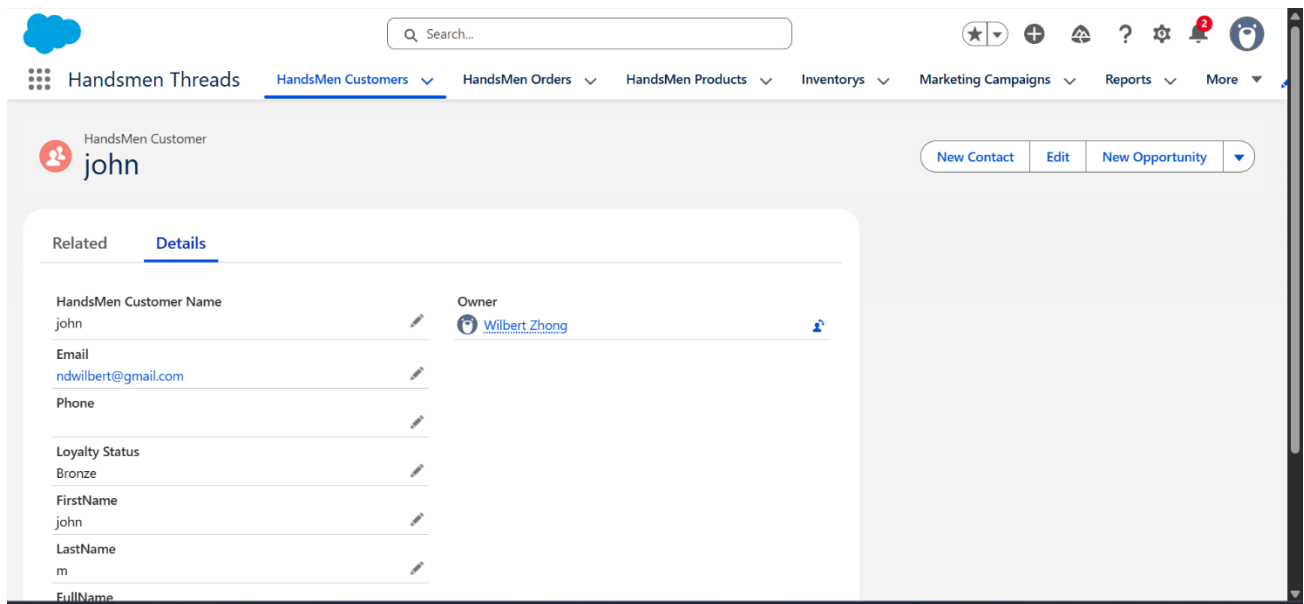 Search...
2
Handsmen Threads
HandsMen Customers
HandsMen Orders
HandsMen Products
Inventorys
Marketing Campaigns
Reports
More
HandsMen Customer
john
New Contact
Edit
New Opportunity
Related
Details
HandsMen Customer Name
john
Owner
Wilbert Zhong
Email
ndwilbert@gmail.com
Phone
Loyalty Status
Bronze
FirstName
john
LastName
m
FullName